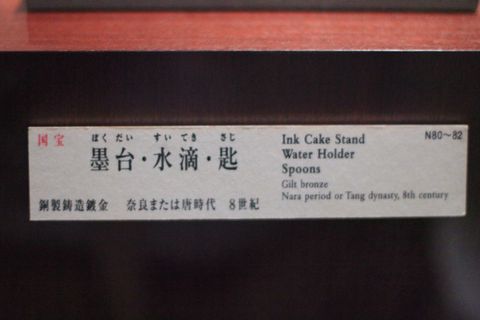 国宝
ぼくだい すいてき さじ
墨台・水滴・匙
銅製鋳造鍍金 奈良または唐時代 8世紀
N80〜82
Ink Cake Stand
Water Holder
Spoons
Gilt bronze
Nara period or Tang dynasty, 8th century